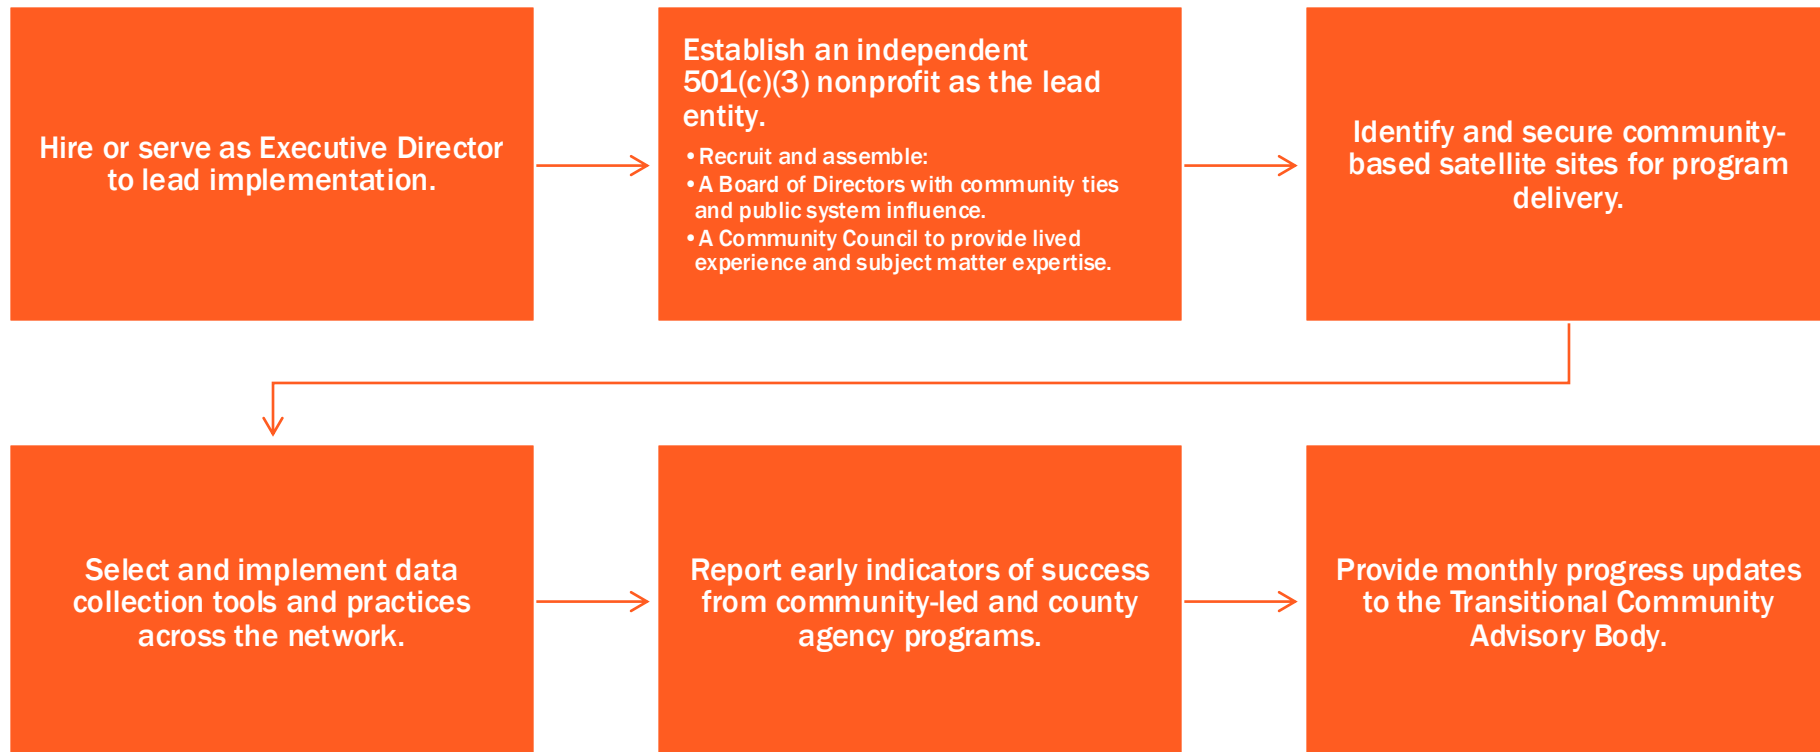 Hire or serve as Executive Director
to lead implementation.
Establish an independent
501(c)(3) nonprofit as the lead
entity.
• Recruit and assemble:
• A Board of Directors with community ties
and public system influence.
• A Community Council to provide lived
experience and subject matter expertise.
Identify and secure community-
based satellite sites for program
delivery.
Select and implement data
collection tools and practices
across the network.
Report early indicators of success
from community-led and county
agency programs.
Provide monthly progress updates
to the Transitional Community
Advisory Body.